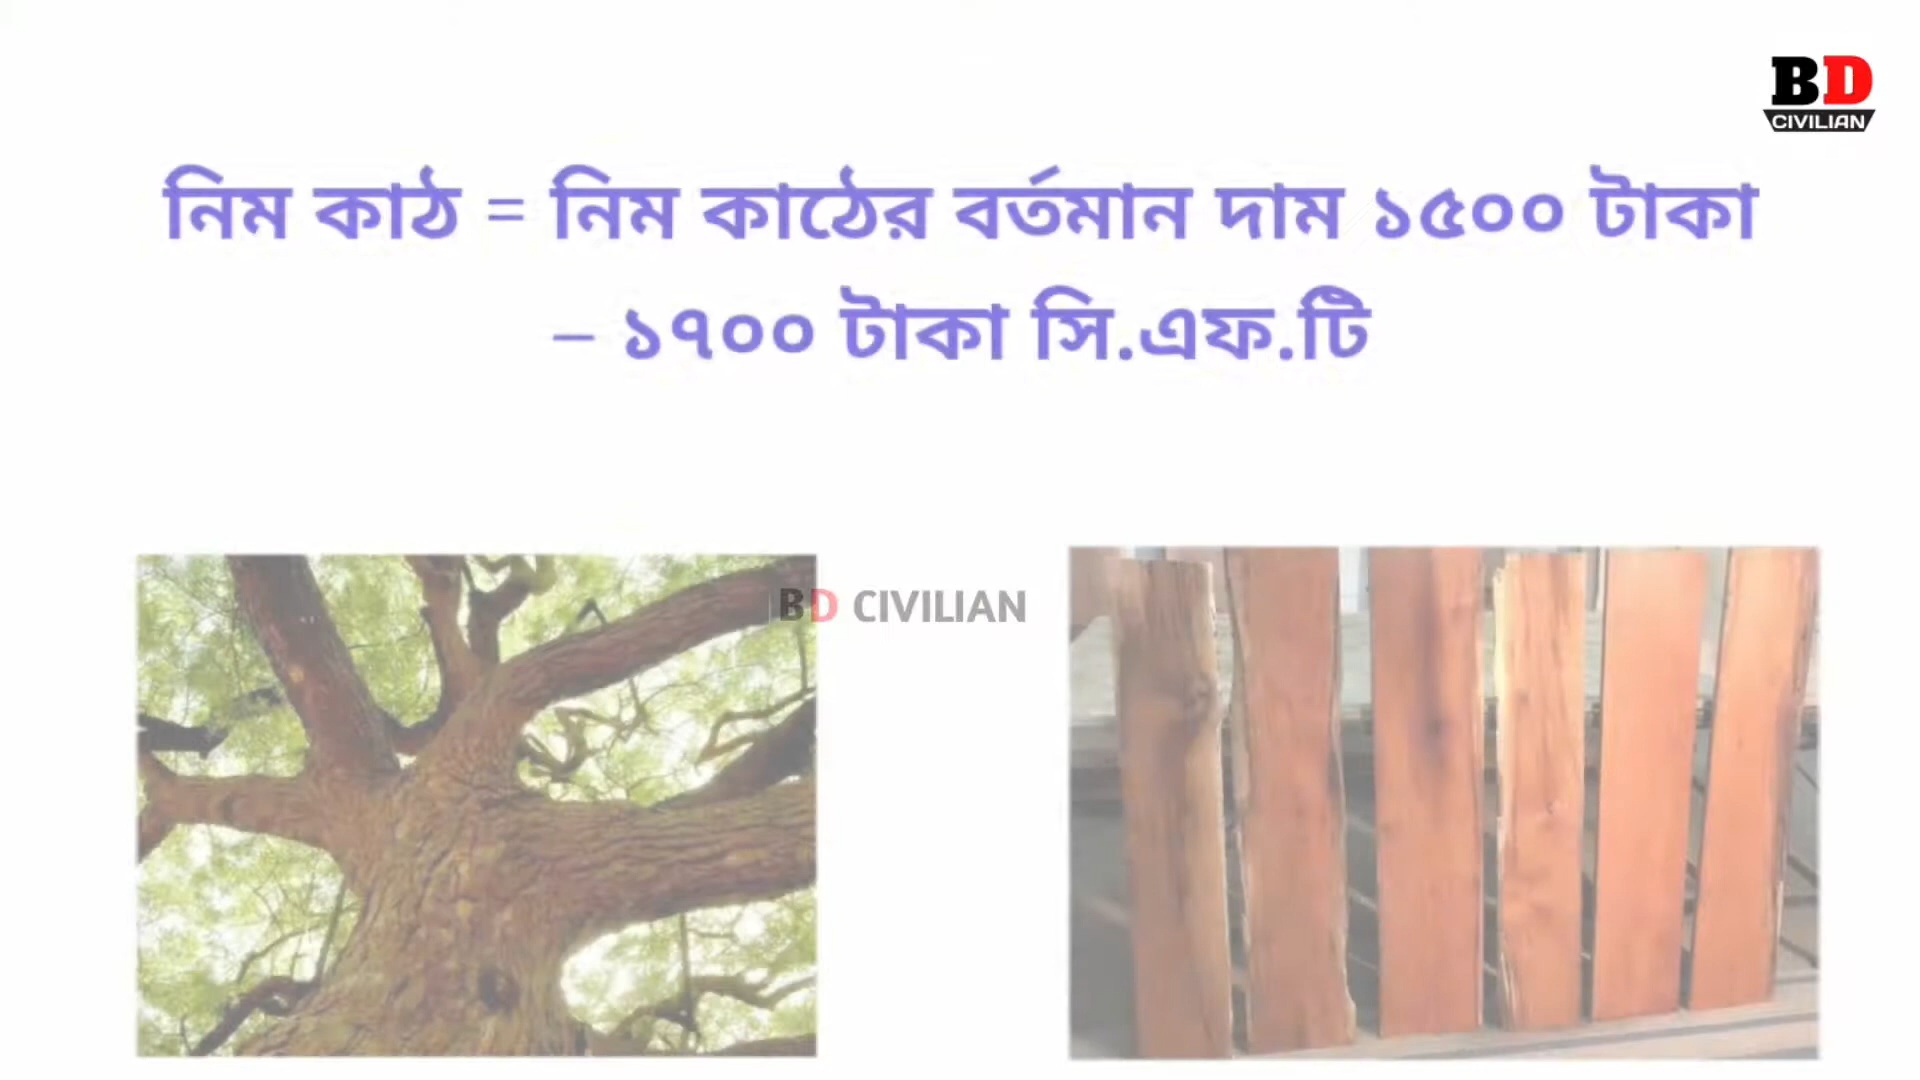 BD
CIVILIAN
নিম কাঠ = নিম কাঠের বর্তমান দাম ১৫০০ টাকা
– ১৭০০ টাকা সি.এফ.টি
BD CIVILIAN